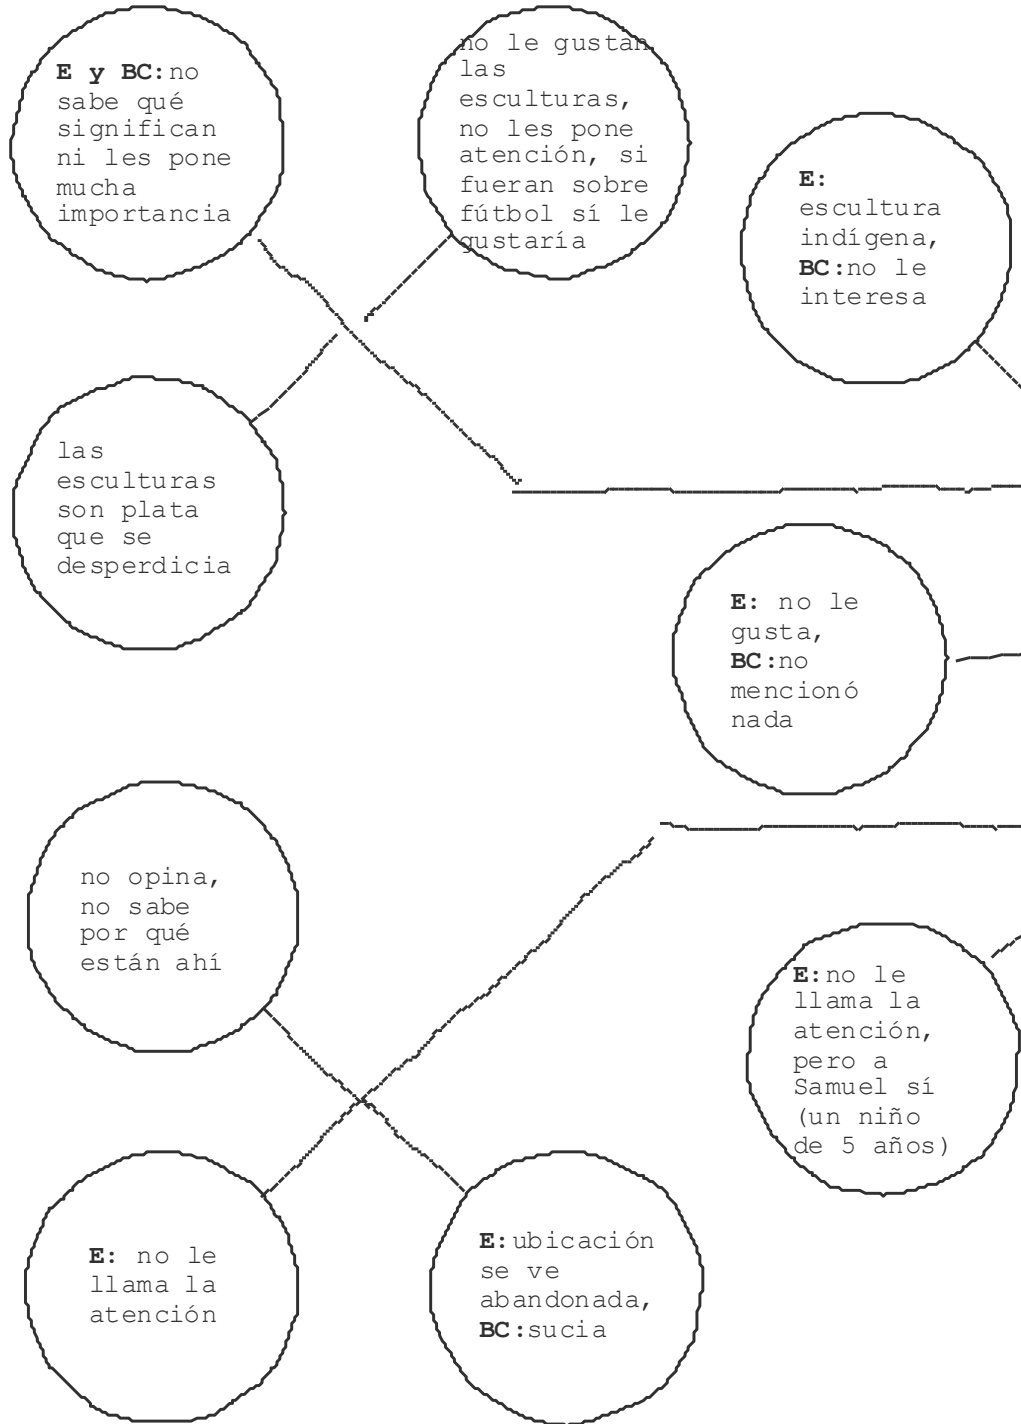 E y BC:no
sabe qué
significan
ni les pone
mucha
importancia
no le gustan
las
esculturas,
no les pone
atención, si
fueran sobre
fútbol sí le
gustaría
E:
escultura
indígena,
BC:no le
interesa
las
esculturas
son plata
que se
desperdicia
E: no le
gusta,
BC:no
mencionó
nada
no opina,
no sabe
por qué
están ahí
E:no le
llama la
atención,
pero a
Samuel sí
(un niño
de 5 años)
E: no le
llama la
atención
E:ubicación
se ve
abandonada,
BC:sucia